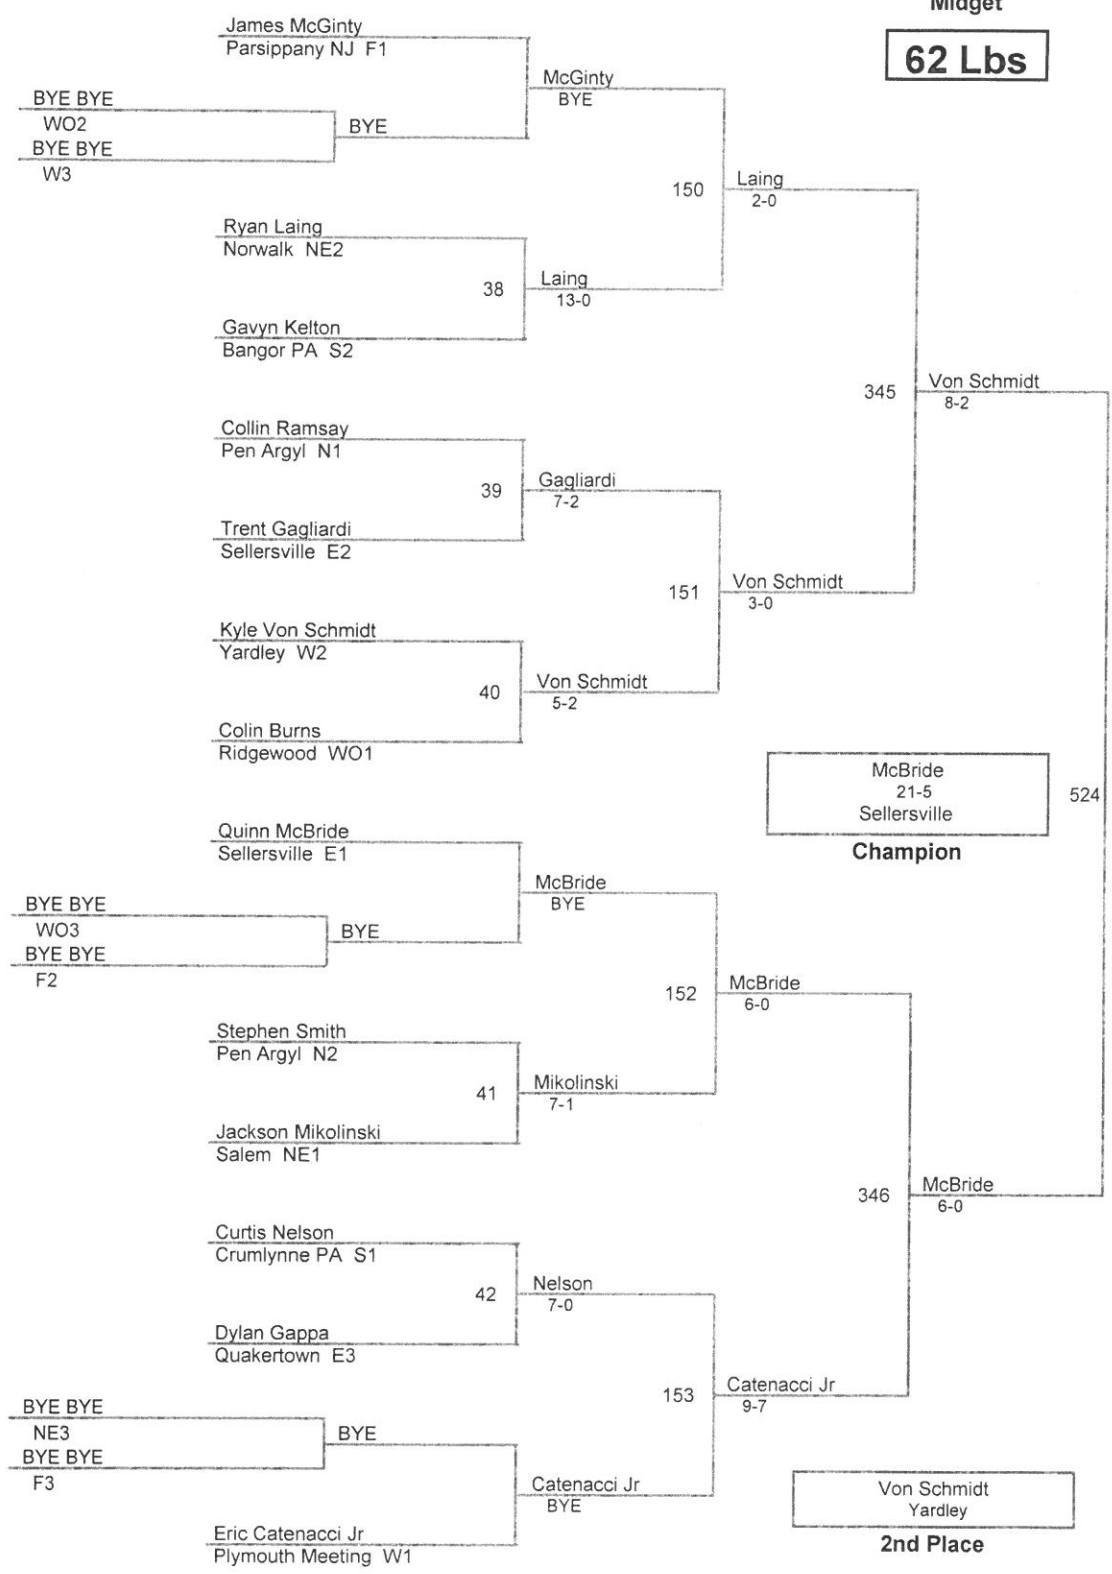 Midget
62 Lbs
James McGinty
Parsippany NJ F1
McGinty
BYE
BYE BYE
WO2
BYE
BYE BYE
W3
150
Laing
2-0
Ryan Laing
Norwalk NE2
38
Laing
13-0
Gavyn Kelton
Bangor PA S2
345
Von Schmidt
8-2
Collin Ramsay
Pen Argyl N1
39
Gagliardi
7-2
Trent Gagliardi
Sellersville E2
151
Von Schmidt
3-0
Kyle Von Schmidt
Yardley W2
40
Von Schmidt
5-2
Colin Burns
Ridgewood WO1
McBride
21-5
Sellersville
524
Champion
Quinn McBride
Sellersville E1
McBride
BYE
BYE BYE
WO3
BYE
BYE BYE
F2
152
McBride
6-0
Stephen Smith
Pen Argyl N2
41
Mikolinski
7-1
Jackson Mikolinski
Salem NE1
346
McBride
6-0
Curtis Nelson
Crumlynne PA S1
42
Nelson
7-0
Dylan Gappa
Quakertown E3
153
Catenacci Jr
9-7
BYE BYE
NE3
BYE
BYE BYE
F3
Catenacci Jr
BYE
Eric Catenacci Jr
Plymouth Meeting W1
Von Schmidt
Yardley
2nd Place